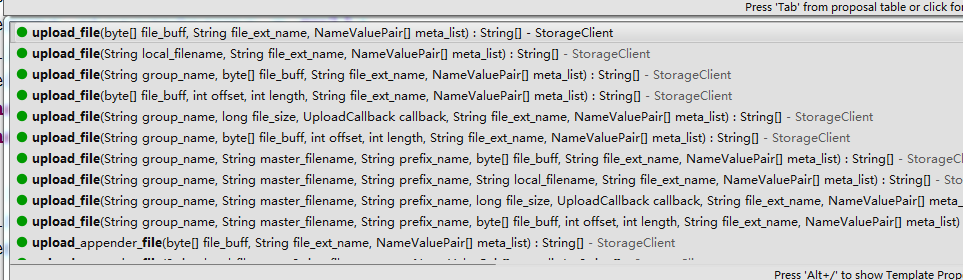 Press 'Tab' from proposal table or click for
upload_file(byte[] file_buff, String file_ext_name, NameValuePair[] meta_list) : String[] - StorageClient
upload_file(String local_filename, String file_ext_name, NameValuePair[] meta_list) : String[] - StorageClient
upload_file(String group_name, byte[] file_buff, String file_ext_name, NameValuePair[] meta_list) : String[] - StorageClient
upload_file(byte[] file_buff, int offset, int length, String file_ext_name, NameValuePair[] meta_list) : String[] - StorageClient
upload_file(String group_name, long file_size, UploadCallback callback, String file_ext_name, NameValuePair[] meta_list) : String[] - StorageClient
upload_file(String group_name, byte[] file_buff, int offset, int length, String file_ext_name, NameValuePair[] meta_list) : String[] - StorageClient
upload_file(String group_name, String master_filename, String prefix_name, byte[] file_buff, String file_ext_name, NameValuePair[] meta_list) : String[] - StorageC
upload_file(String group_name, String master_filename, String prefix_name, String local_filename, String file_ext_name, NameValuePair[] meta_list) : String[] - Sto
upload_file(String group_name, String master_filename, String prefix_name, long file_size, UploadCallback callback, String file_ext_name, NameValuePair[] meta_list
upload_file(String group_name, String master_filename, String prefix_name, byte[] file_buff, int offset, int length, String file_ext_name, NameValuePair[] meta_list)
upload_appender_file(byte[] file_buff, String file_ext_name, NameValuePair[] meta_list) : String[] - StorageClient
Press 'Alt+/' to show Template Propo